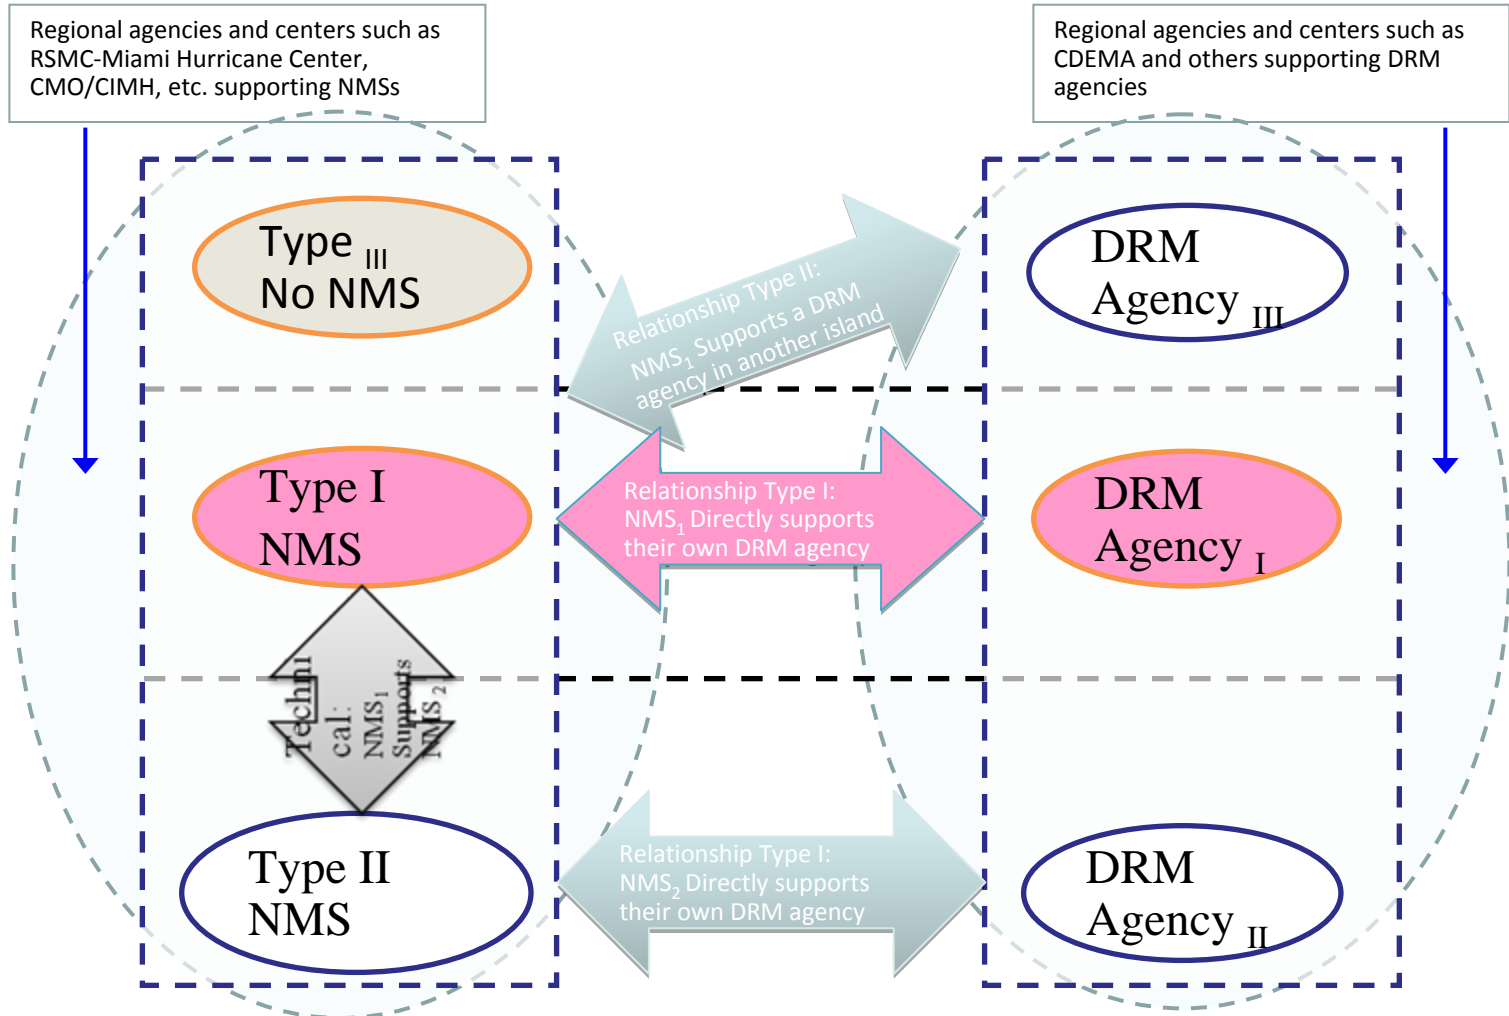 Regional agencies and centers such as
RSMC-Miami Hurricane Center,
CMO/CIMH, etc. supporting NMSs
Regional agencies and centers such as
CDEMA and others supporting DRM
agencies
Type III
No NMS
Relationship Type II:
NMS1 Supports a DRM
agency in another island
DRM
Agency III
Type I
NMS
Relationship Type I:
NMS1 Directly supports
their own DRM agency
DRM
Agency I
Techni
cal:
NMS1
Supports
NMS2
Type II
NMS
Relationship Type I:
NMS2 Directly supports
their own DRM agency
DRM
Agency II